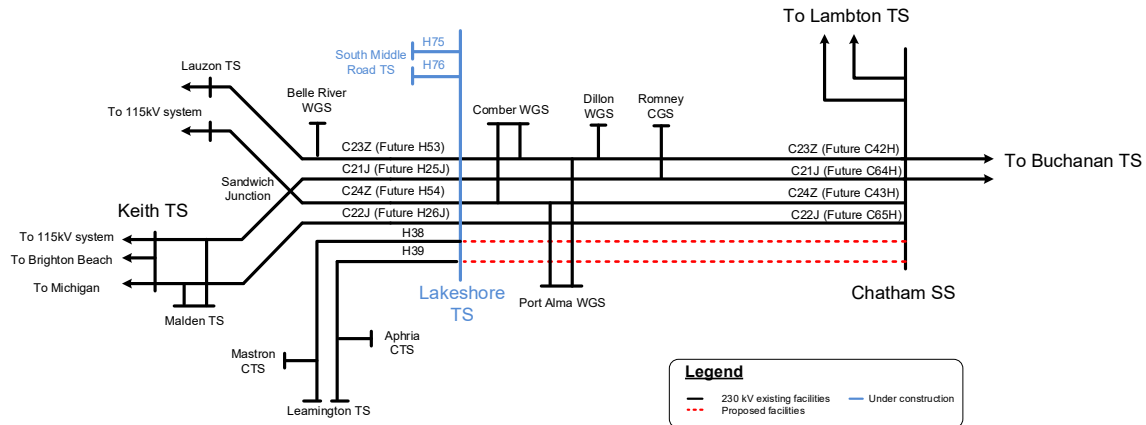 To Lambton TS
H75
South Middle
Road TS
H76
Lauzon TS
Belle River
WGS
Comber WGS
Dillon
WGS
Romney
CGS
To 115kV system
C23Z (Future H53)
C23Z (Future C42H)
To Buchanan TS
C21J (Future H25J)
C21J (Future C64H)
Sandwich
Junction
C24Z (Future H54)
C24Z (Future C43H)
Keith TS
C22J (Future H26J)
C22J (Future C65H)
To 115kV system
H38
To Brighton Beach
H39
To Michigan
Lakeshore
TS
Port Alma WGS
Chatham SS
Malden TS
Aphria
CTS
Mastron
CTS
Leamington TS
Legend
230 kV existing facilities
Under construction
Proposed facilities